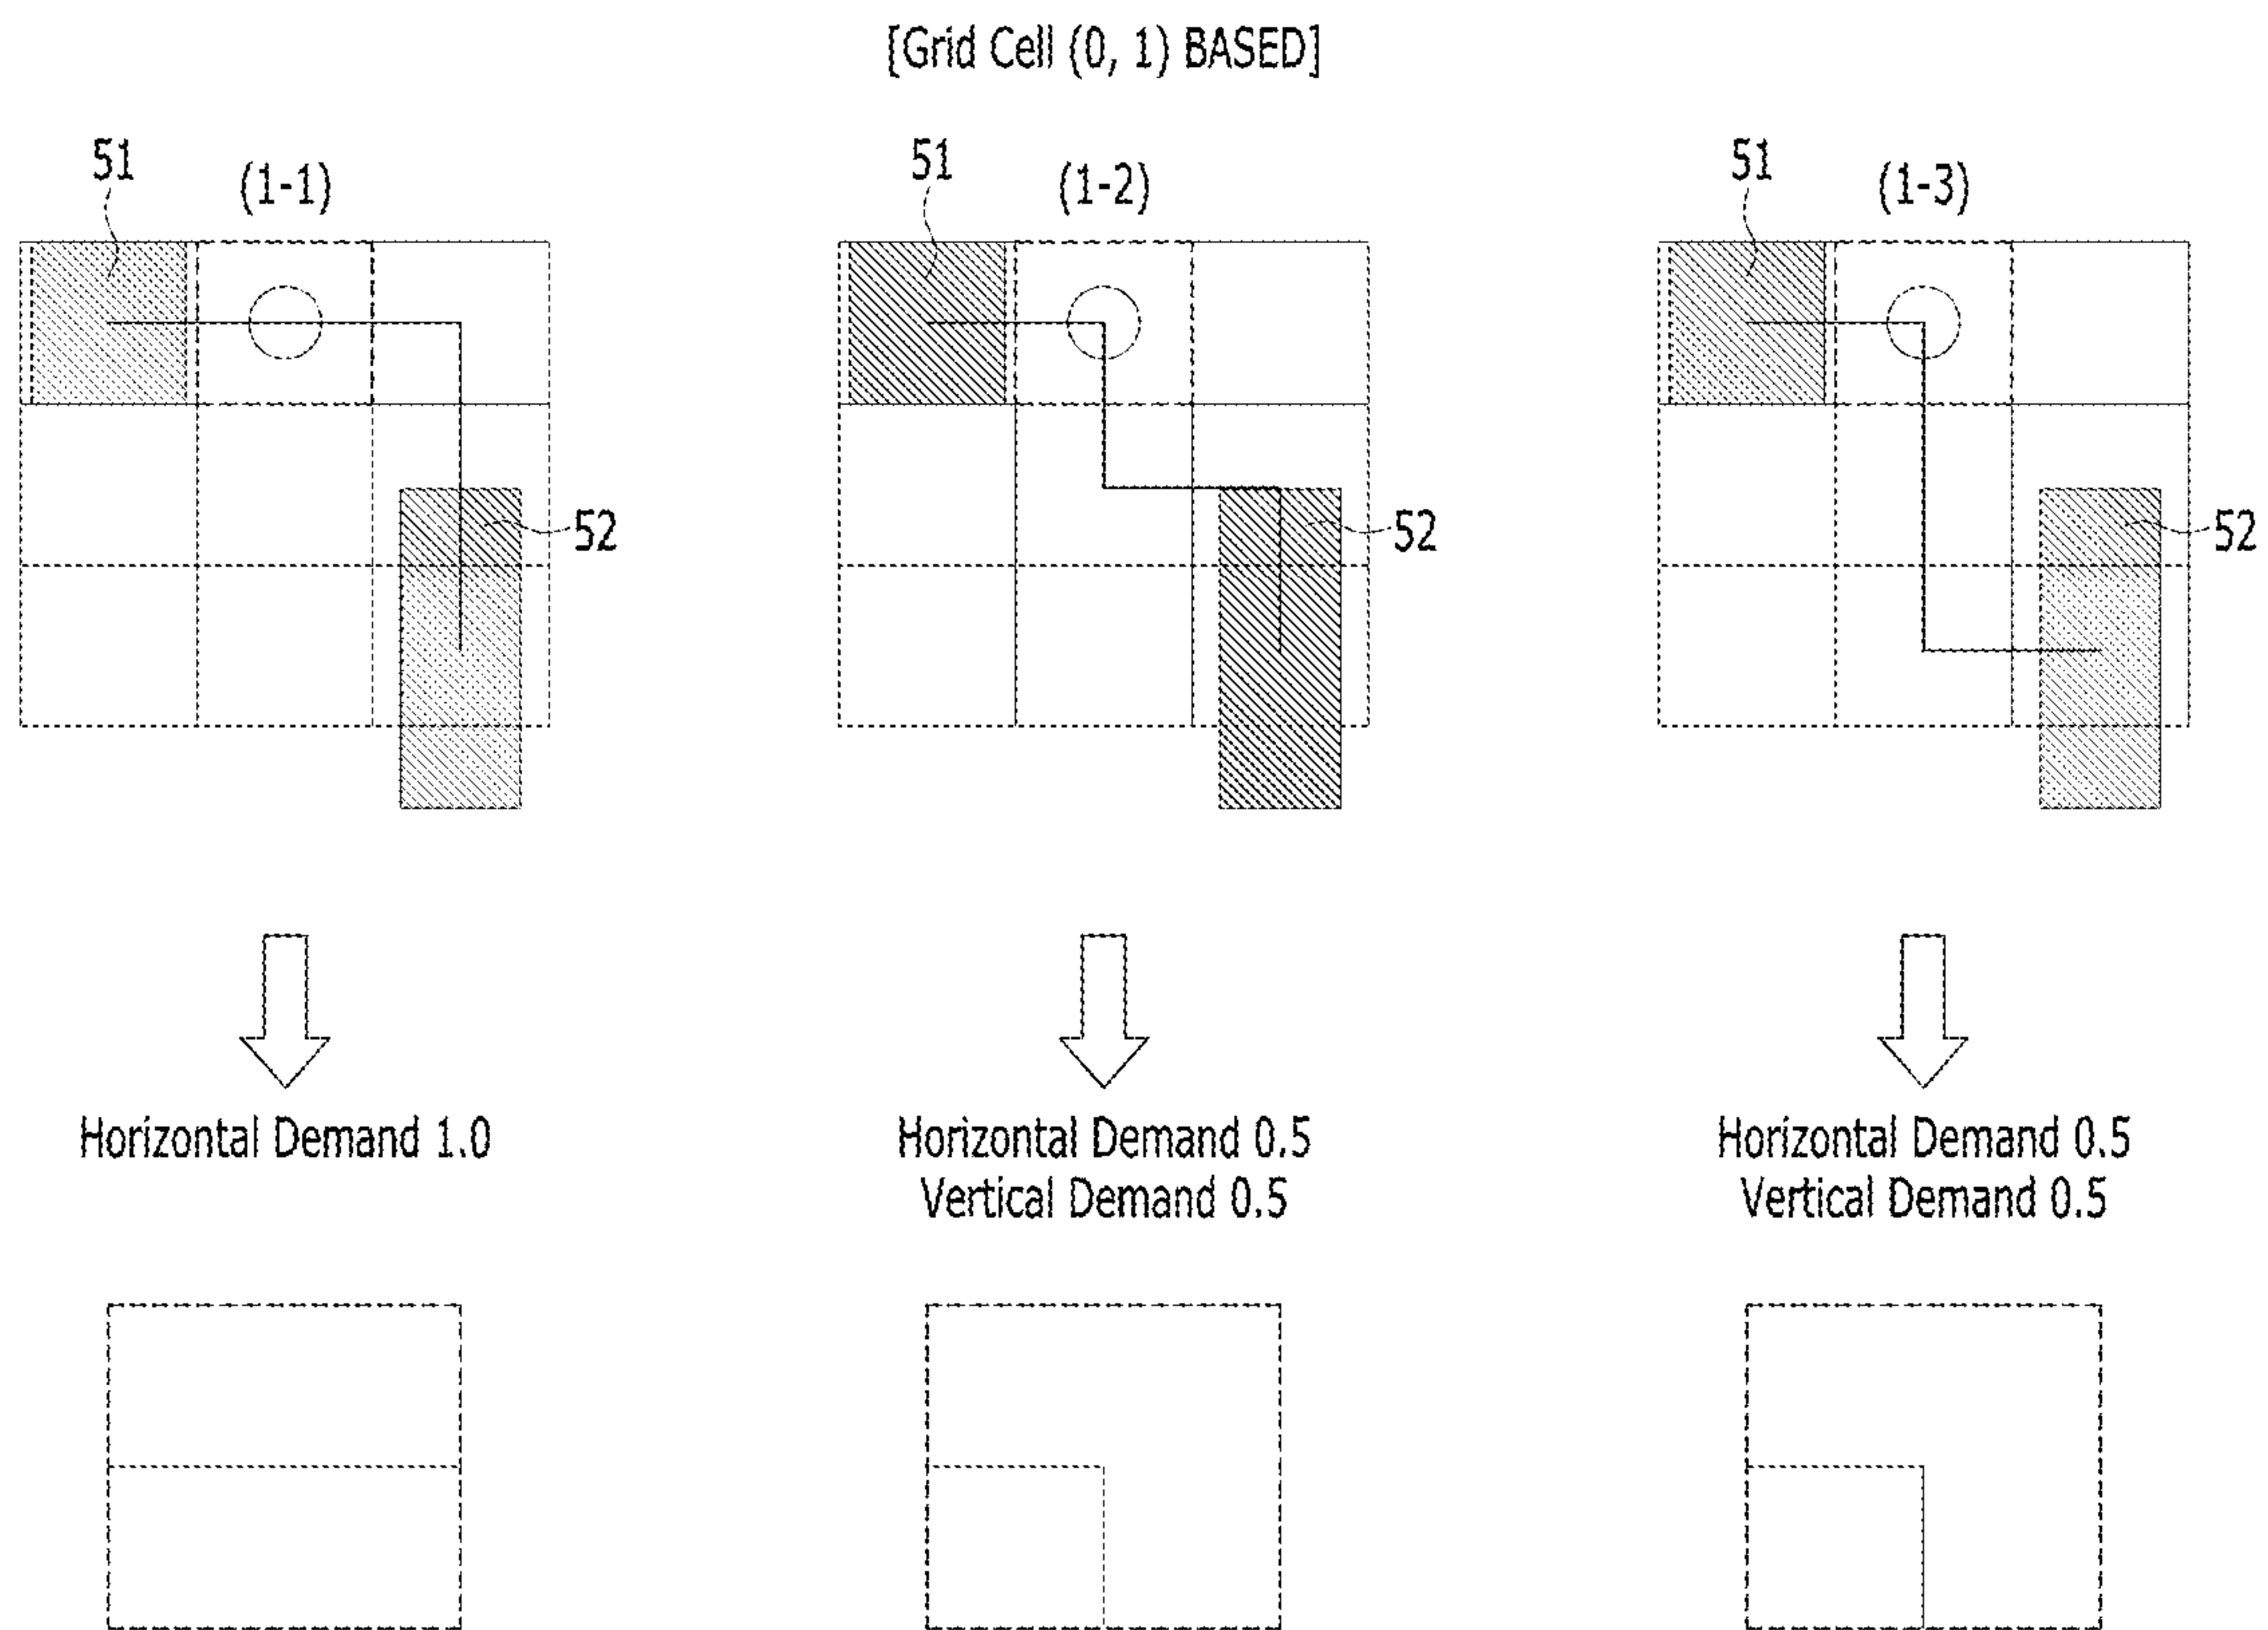 [Grid Cell (0, 1) BASED]
51
(1-1)
52
51
(1-2)
52
51
(1-3)
52
Horizontal Demand 1.0
Horizontal Demand 0.5
Vertical Demand 0.5
Horizontal Demand 0.5
Vertical Demand 0.5